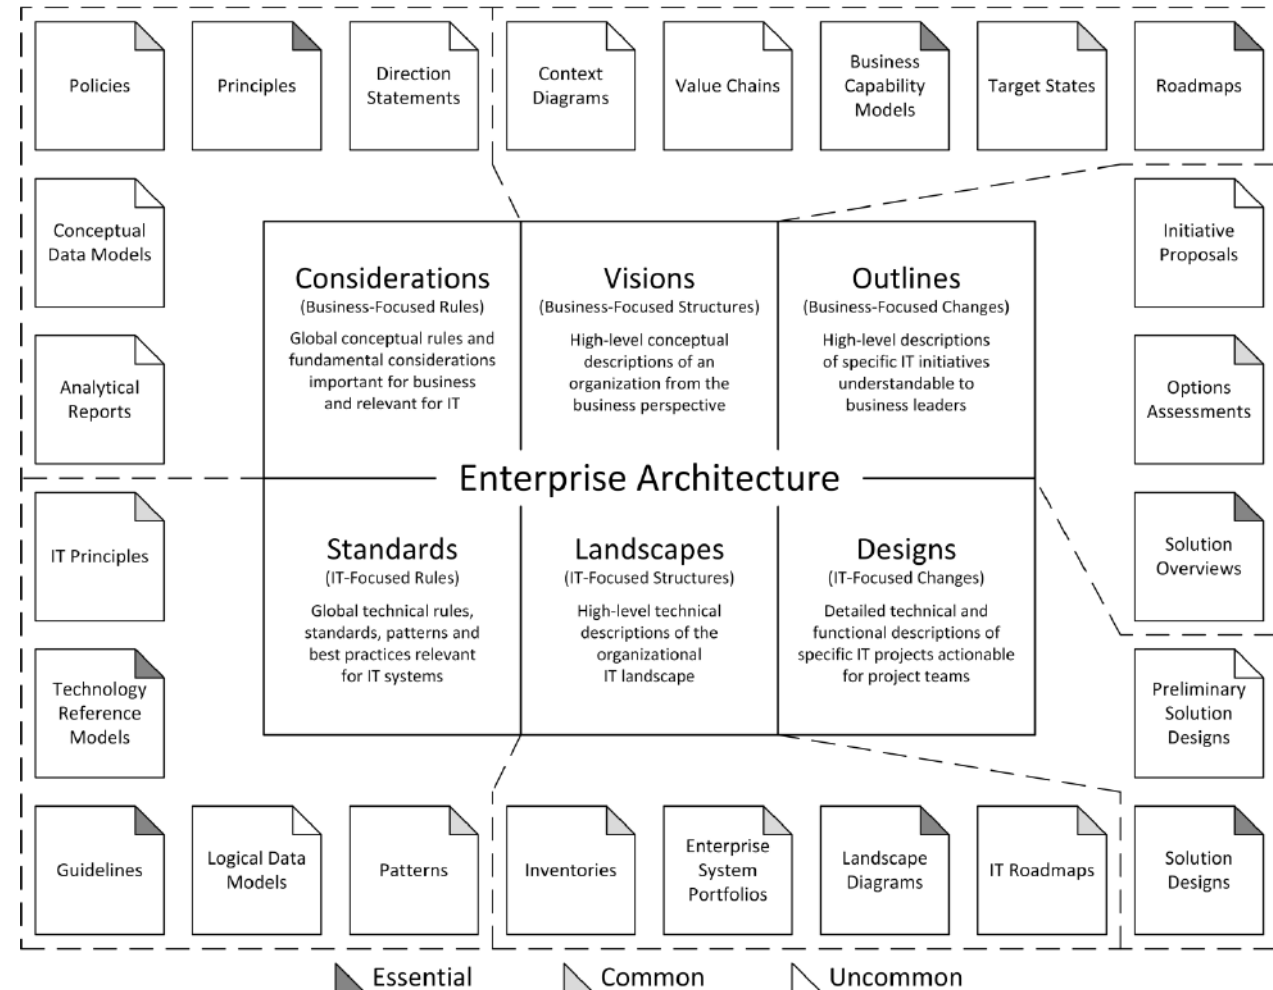 Policies
Principles
Direction
Statements
Context
Diagrams
Value Chains
Business
Capability
Models
Target States
Roadmaps
Conceptual
Data Models
Initiative
Proposals
Analytical
Reports
Options
Assessments
Considerations
(Business-Focused Rules)
Global conceptual rules and
fundamental considerations
important for business
and relevant for IT
Visions
(Business-Focused Structures)
High-level conceptual
descriptions of an
organization from the
business perspective
Outlines
(Business-Focused Changes)
High-level descriptions
of specific IT initiatives
understandable to
business leaders
Enterprise Architecture
Standards
(IT-Focused Rules)
Global technical rules,
standards, patterns and
best practices relevant
for IT systems
Landscapes
(IT-Focused Structures)
High-level technical
descriptions of the
organizational
IT landscape
Designs
(IT-Focused Changes)
Detailed technical and
functional descriptions of
specific IT projects actionable
for project teams
IT Principles
Solution
Overviews
Technology
Reference
Models
Preliminary
Solution
Designs
Guidelines
Logical Data
Models
Patterns
Inventories
Enterprise
System
Portfolios
Landscape
Diagrams
IT Roadmaps
Solution
Designs
Essential
Common
Uncommon